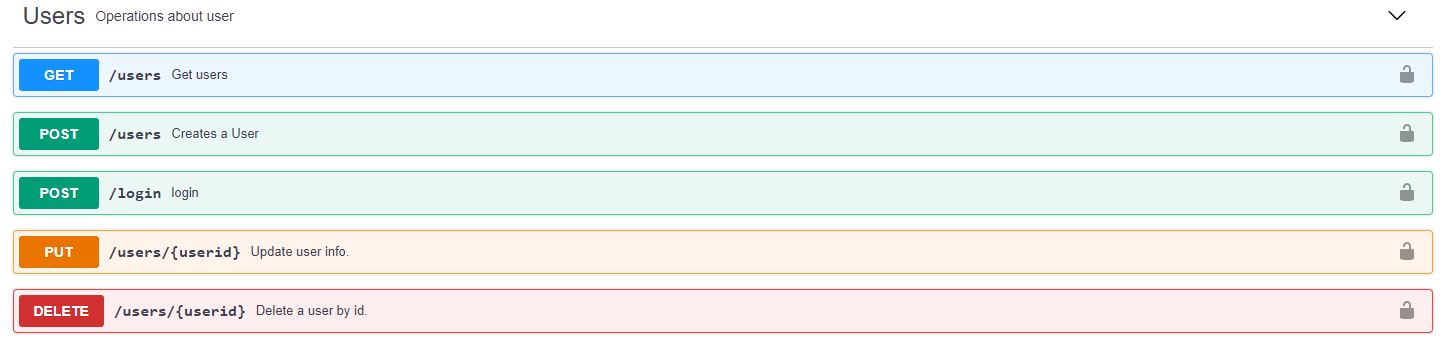 Users Operations about user
GET /users Get users
POST /users Creates a User
POST /login login
PUT /users/{userid} Update user info.
DELETE /users/{userid} Delete a user by id.